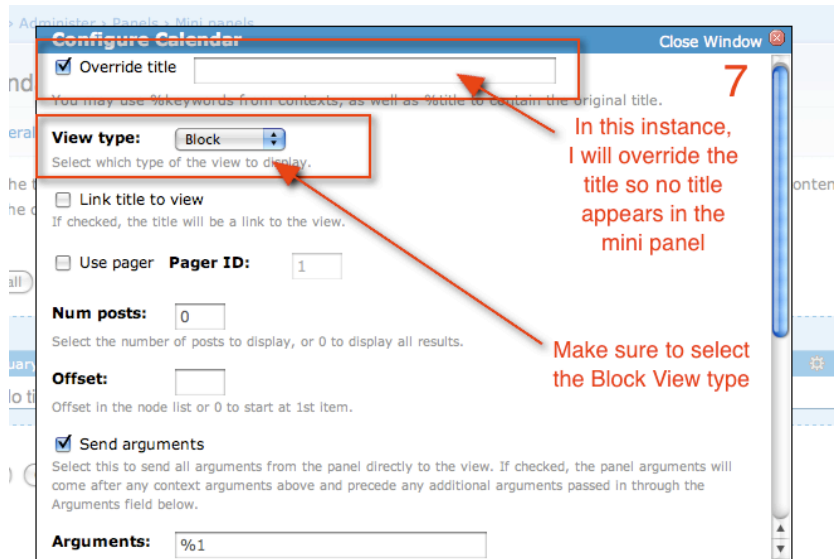 › Administer › Panels › Mini panels
Configure Calendar
Close Window
Override title
7
You may use %keywords from contexts, as well as %title to contain the original title.
In this instance,
I will override the
title so no title
appears in the
mini panel
View type: Block
Select which type of the view to display.
Link title to view
If checked, the title will be a link to the view.
Use pager Pager ID: 1
Num posts: 0
Select the number of posts to display, or 0 to display all results.
Make sure to select
the Block View type
Offset:
Offset in the node list or 0 to start at 1st item.
Send arguments
Select this to send all arguments from the panel directly to the view. If checked, the panel arguments will
come after any context arguments above and precede any additional arguments passed in through the
Arguments field below.
Arguments: %1